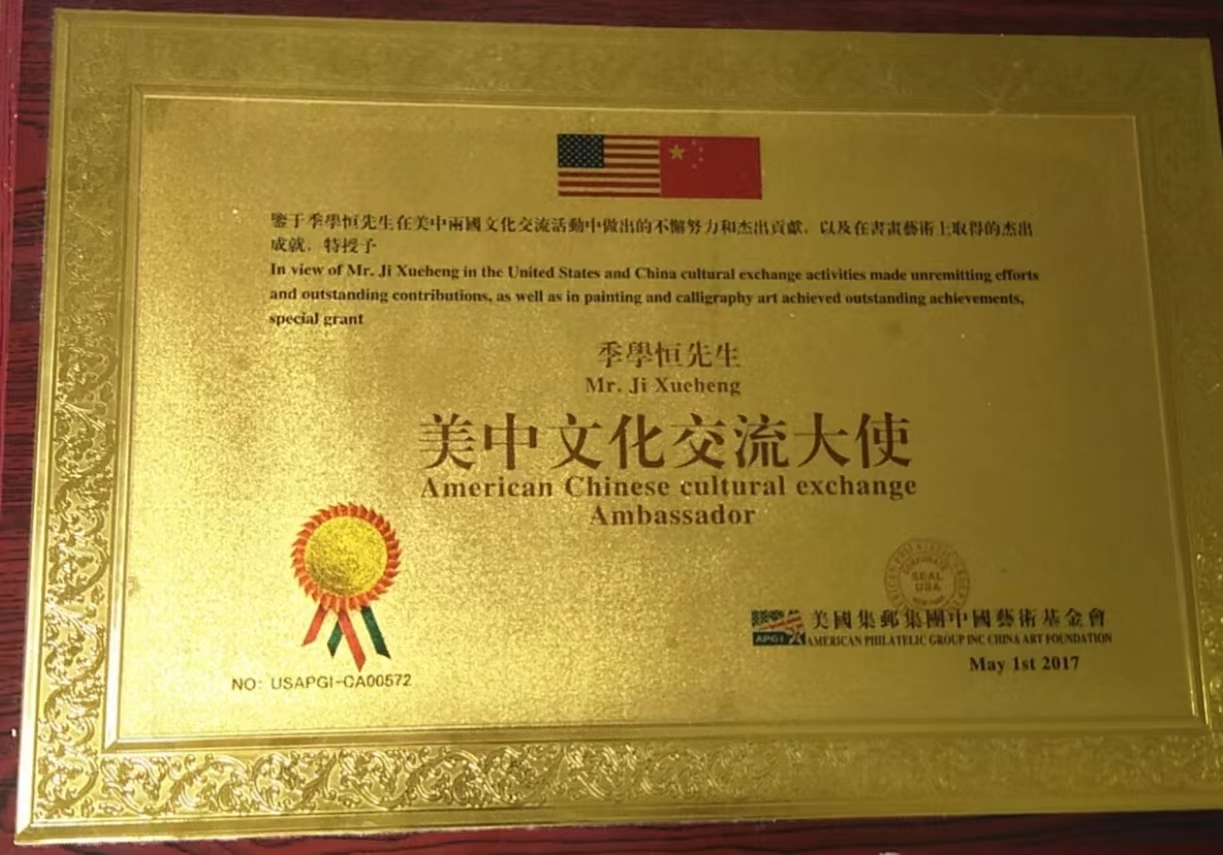 鑒于季學恒先生在美中兩國文化交流活動中做出的不懈努力和杰出貢獻，以及在書畫藝術上取得的杰出
成就，特授予
In view of Mr. Ji Xueheng in the United States and China cultural exchange activities made unremitting efforts
and outstanding contributions, as well as in painting and calligraphy art achieved outstanding achievements,
special grant
季學恒先生
Mr. Ji Xueheng
美中文化交流大使
American Chinese cultural exchange
Ambassador
CORPORATE
SEAL
USA
美國集郵集團中國藝術基金會
APGI AMERICAN PHILATELIC GROUP INC CHINA ART FOUNDATION
May 1st 2017
NO: USAPGI-CA00572